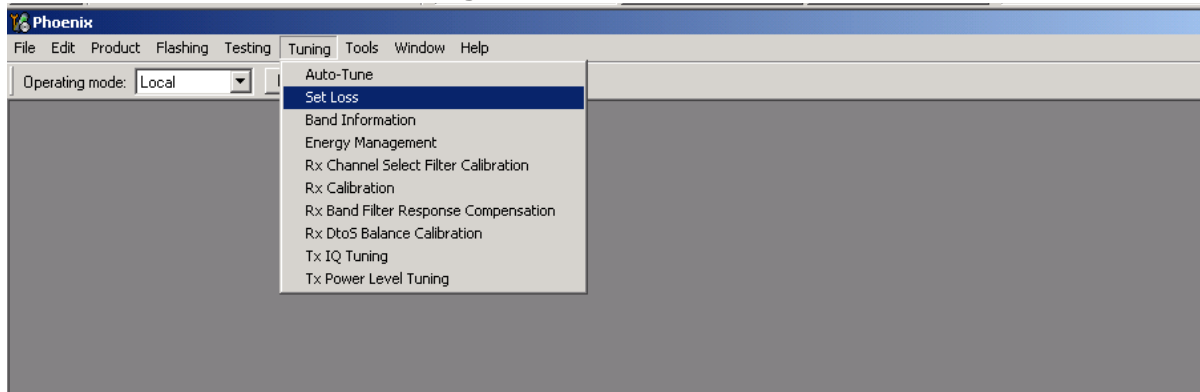 Phoenix
File Edit Product Flashing Testing Tuning Tools Window Help
Operating mode: Local
Auto-Tune
Set Loss
Band Information
Energy Management
Rx Channel Select Filter Calibration
Rx Calibration
Rx Band Filter Response Compensation
Rx DtoS Balance Calibration
Tx IQ Tuning
Tx Power Level Tuning